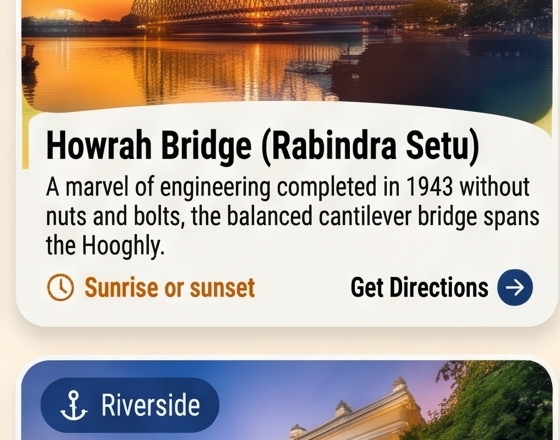 Howrah Bridge (Rabindra Setu)
A marvel of engineering completed in 1943 without
nuts and bolts, the balanced cantilever bridge spans
the Hooghly.
Sunrise or sunset
Get Directions
Riverside